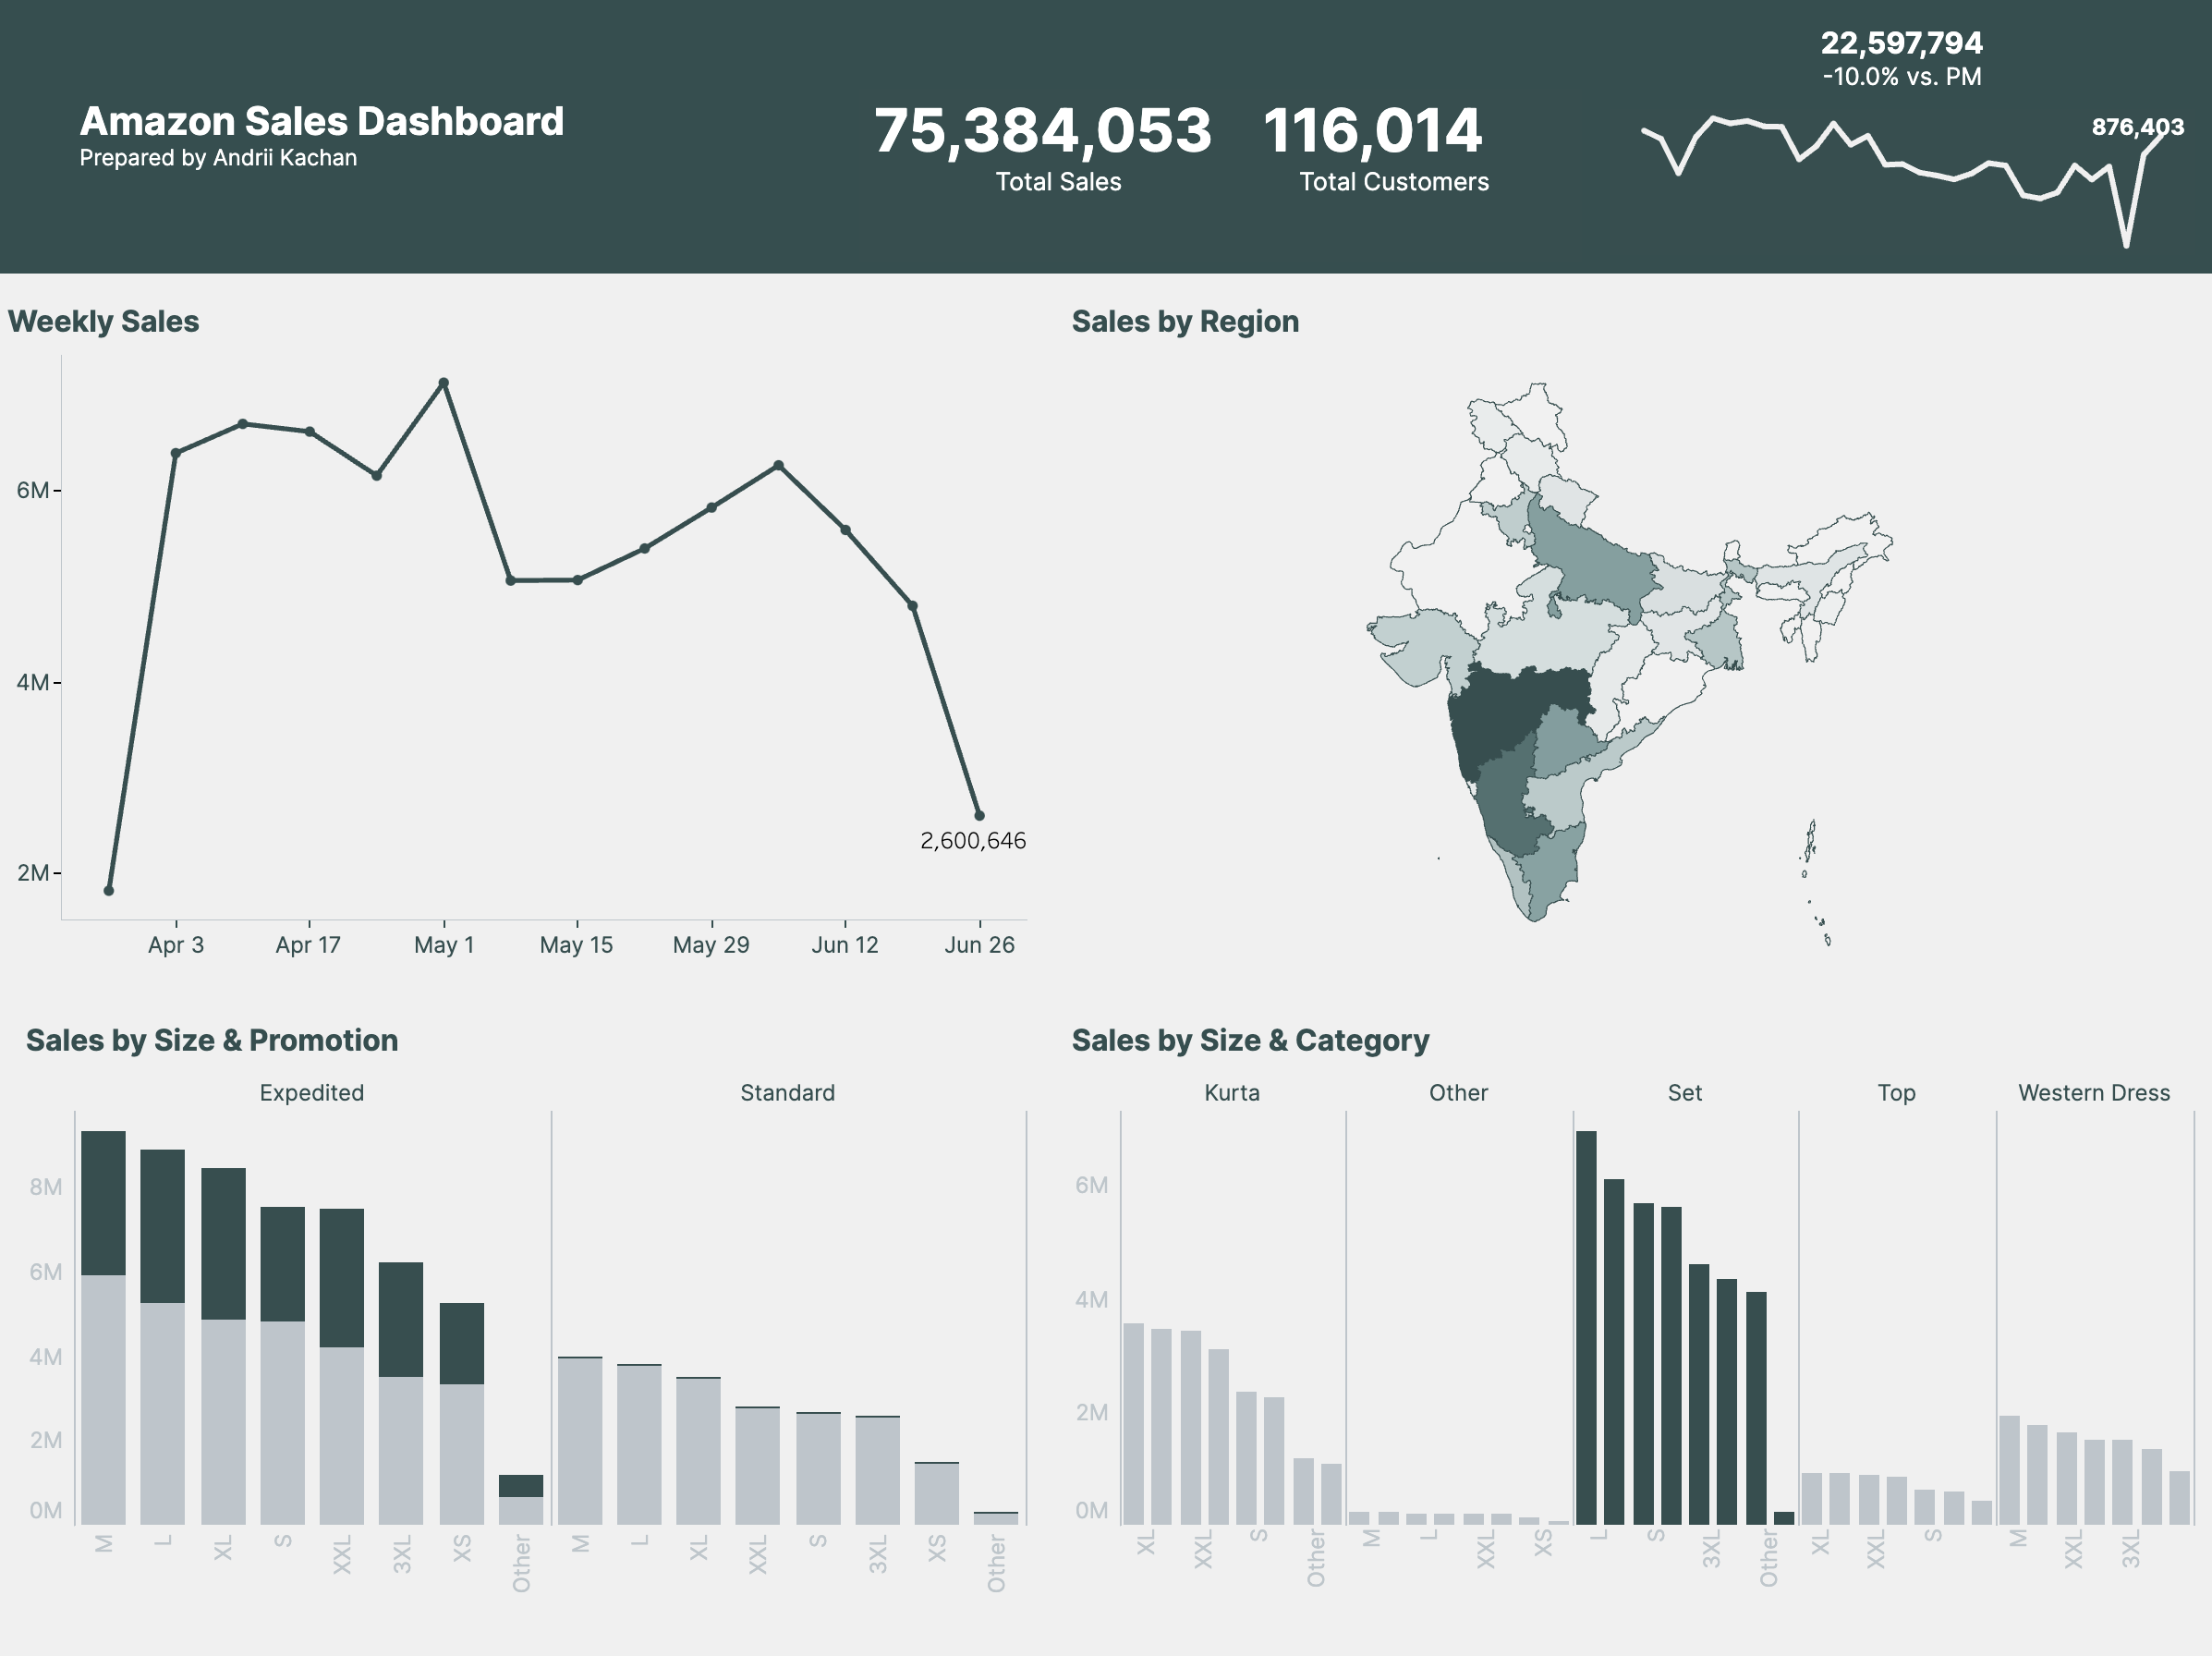 22,597,794
-10.0% vs. PM
Amazon Sales Dashboard
Prepared by Andrii Kachan
75,384,053
Total Sales
116,014
Total Customers
876,403
Weekly Sales
6M
4M
2M
2,600,646
Apr 3 Apr 17 May 1 May 15 May 29 Jun 12 Jun 26
Sales by Region
Sales by Size & Promotion
Expedited Standard
8M
6M
4M
2M
0M
M L XL S XXL 3XL XS Other M L XL XXL S 3XL XS Other
Sales by Size & Category
Kurta Other Set Top Western Dress
6M
4M
2M
0M
XL XXL S Other M L XXL XS L S 3XL Other XL XXL S M XXL 3XL